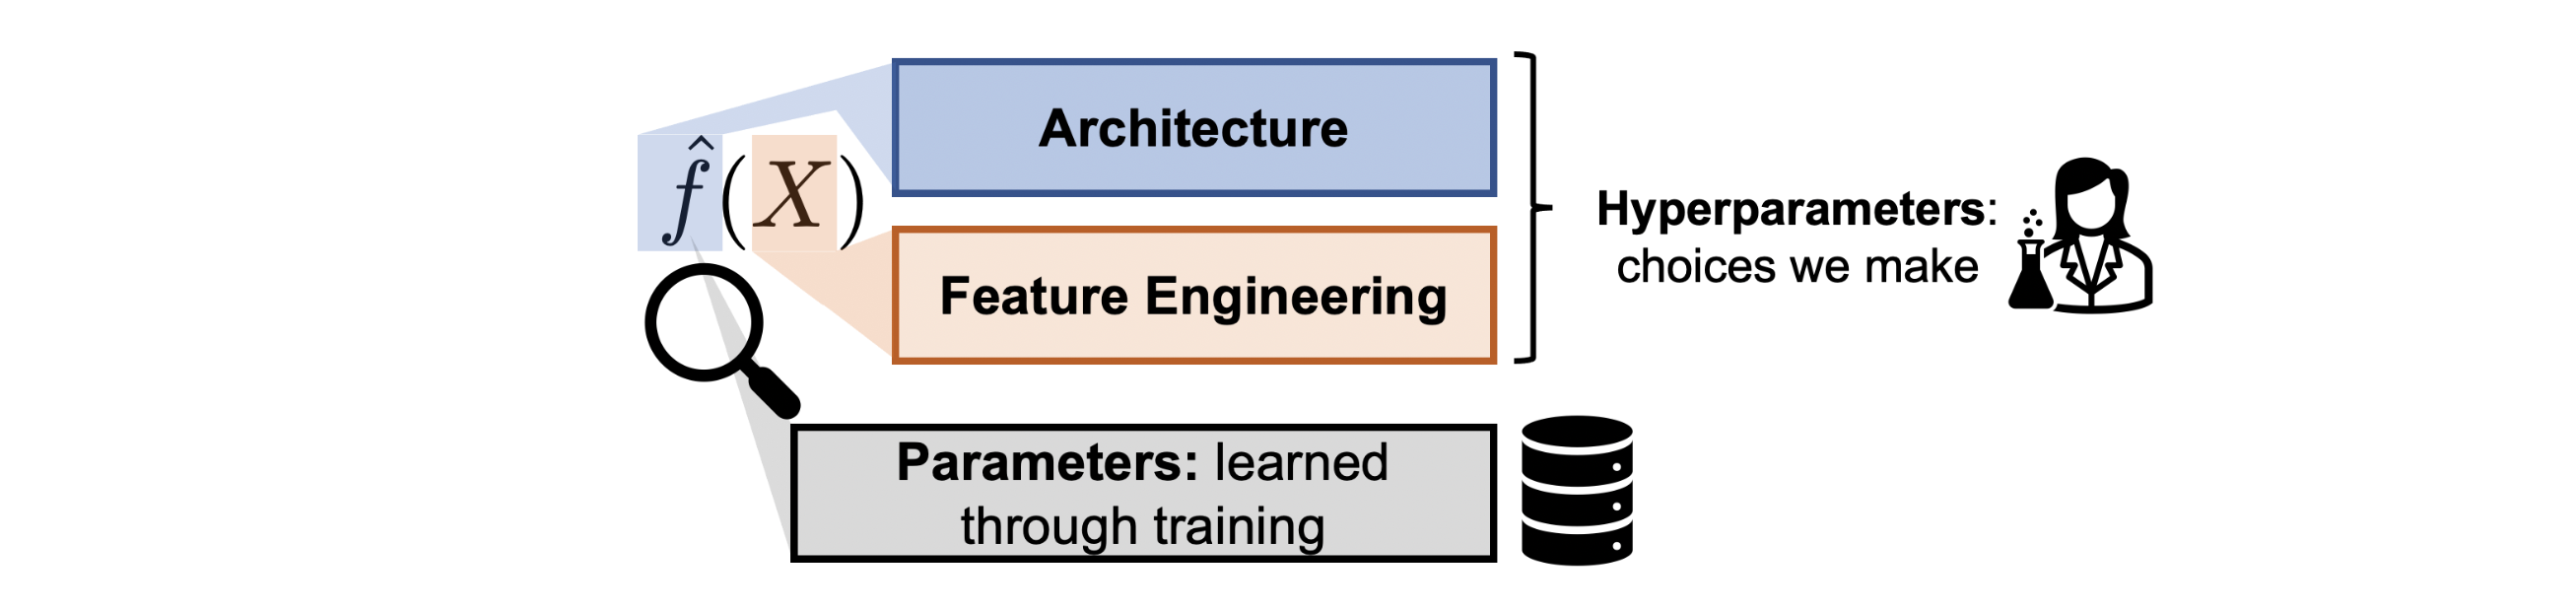 Architecture
f̂(X)
Feature Engineering
Hyperparameters:
choices we make
Parameters: learned
through training